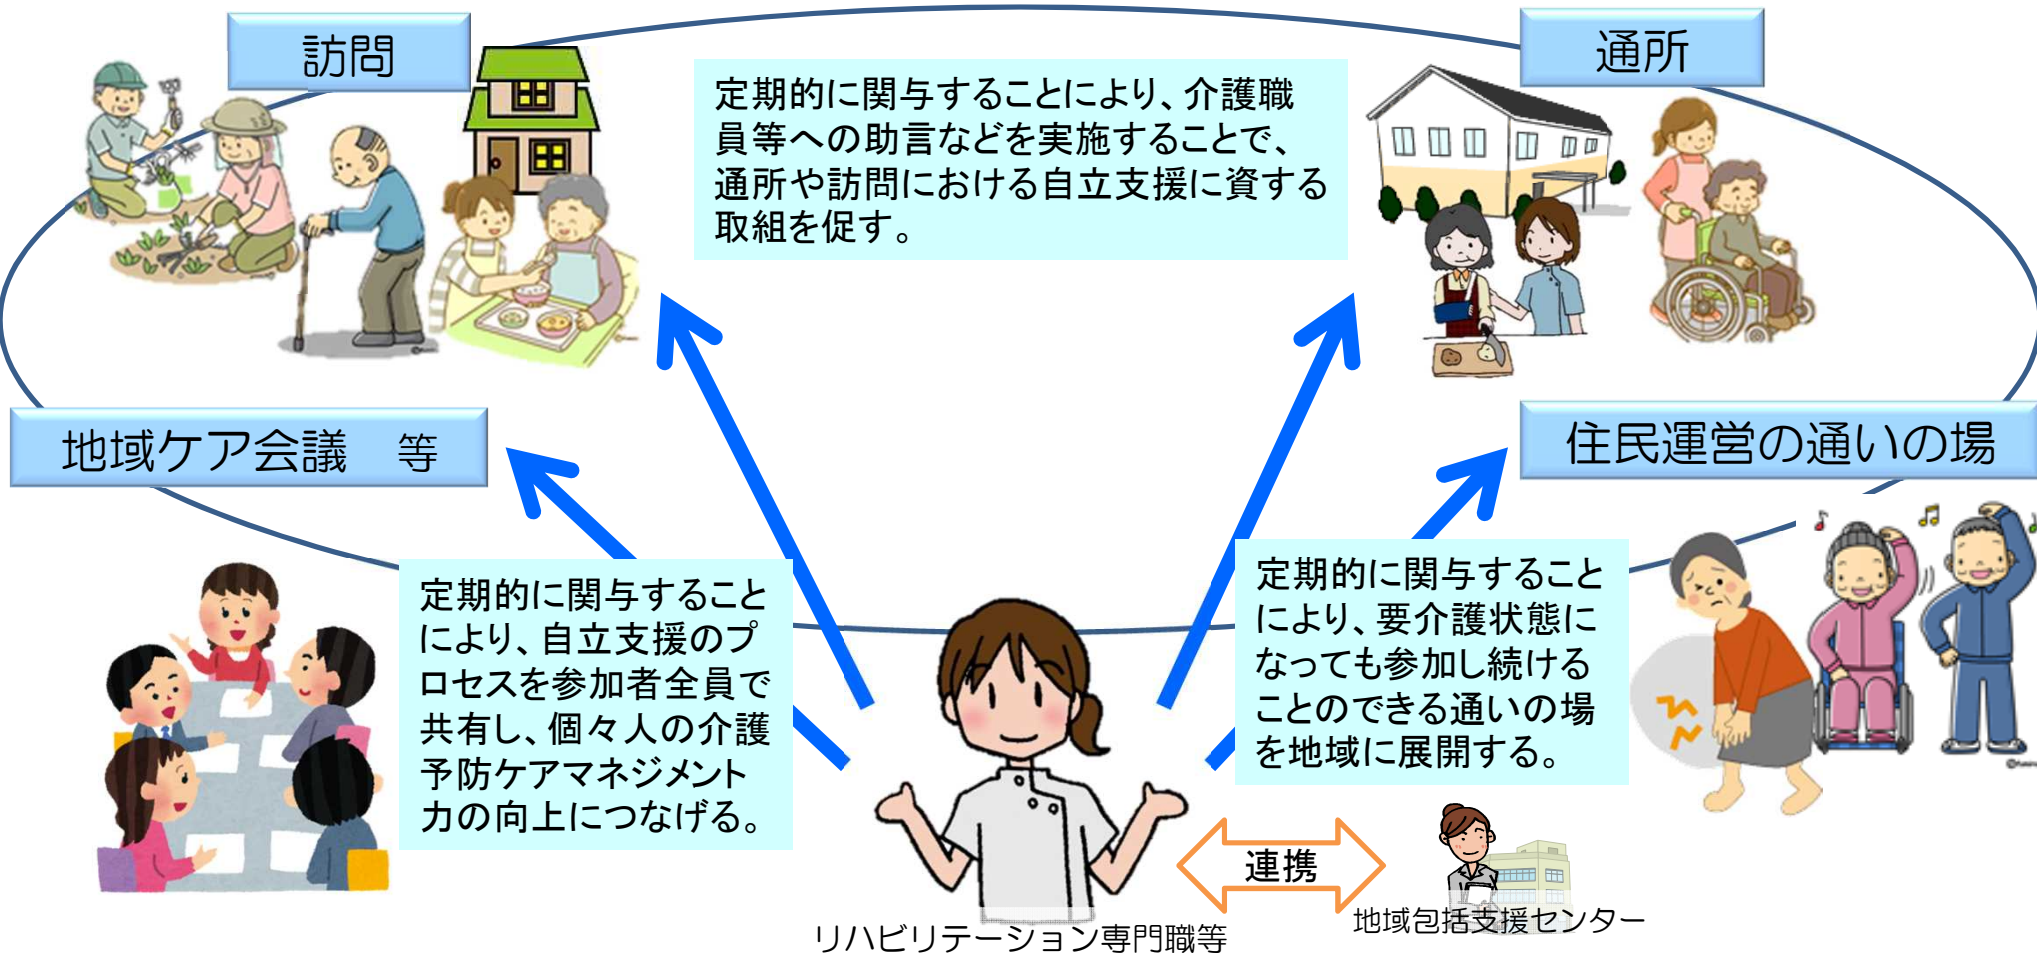 訪問
通所
定期的に関与することにより、介護職
員等への助言などを実施することで、
通所や訪問における自立支援に資する
取組を促す。
地域ケア会議　等
住民運営の通いの場
定期的に関与すること
により、自立支援のプ
ロセスを参加者全員で
共有し、個々人の介護
予防ケアマネジメント
力の向上につなげる。
定期的に関与すること
により、要介護状態に
なっても参加し続ける
ことのできる通いの場
を地域に展開する。
連携
リハビリテーション専門職等
地域包括支援センター